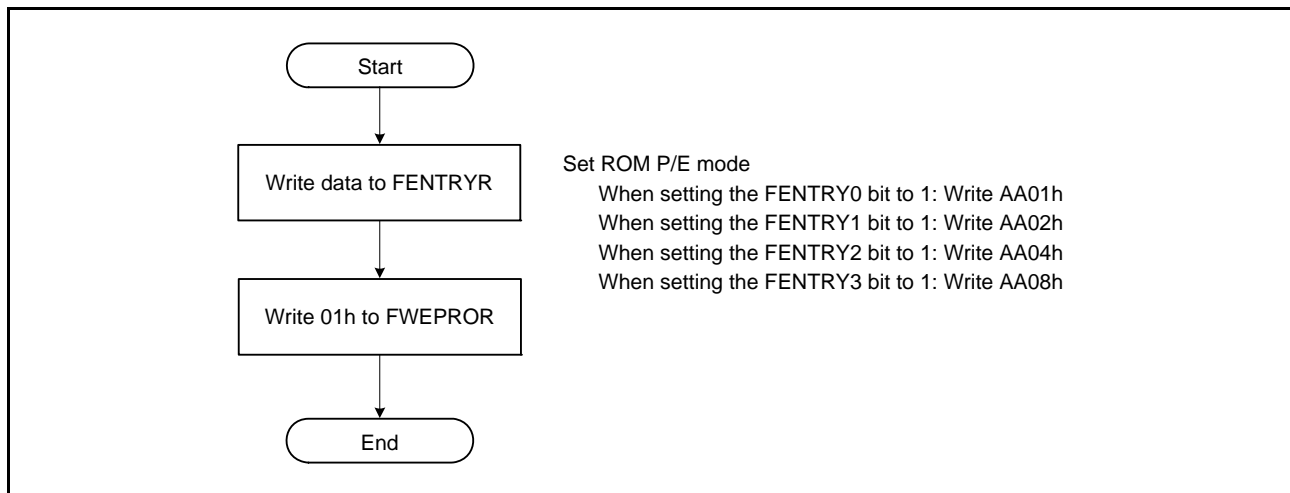 Start
Write data to FENTRYR
Set ROM P/E mode
When setting the FENTRY0 bit to 1: Write AA01h
When setting the FENTRY1 bit to 1: Write AA02h
When setting the FENTRY2 bit to 1: Write AA04h
When setting the FENTRY3 bit to 1: Write AA08h
Write 01h to FWEPROR
End